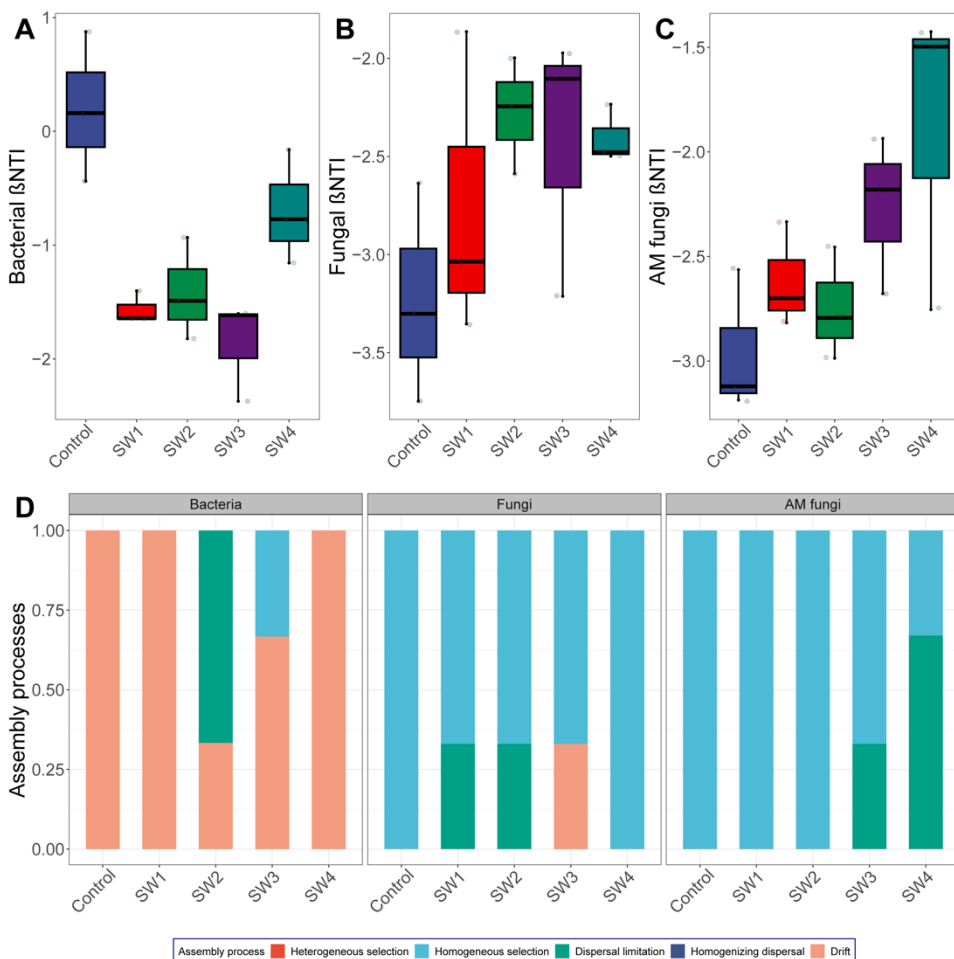 A
Bacterial ßNTI
1
0
−1
−2
Control
SW1
SW2
SW3
SW4
B
Fungal ßNTI
−2.0
−2.5
−3.0
−3.5
Control
SW1
SW2
SW3
SW4
C
AM fungi ßNTI
−1.5
−2.0
−2.5
−3.0
Control
SW1
SW2
SW3
SW4
D
Bacteria
Fungi
AM fungi
Assembly processes
1.00
0.75
0.50
0.25
0.00
Control
SW1
SW2
SW3
SW4
Control
SW1
SW2
SW3
SW4
Control
SW1
SW2
SW3
SW4
Assembly process Heterogeneous selection Homogeneous selection Dispersal limitation Homogenizing dispersal Drift